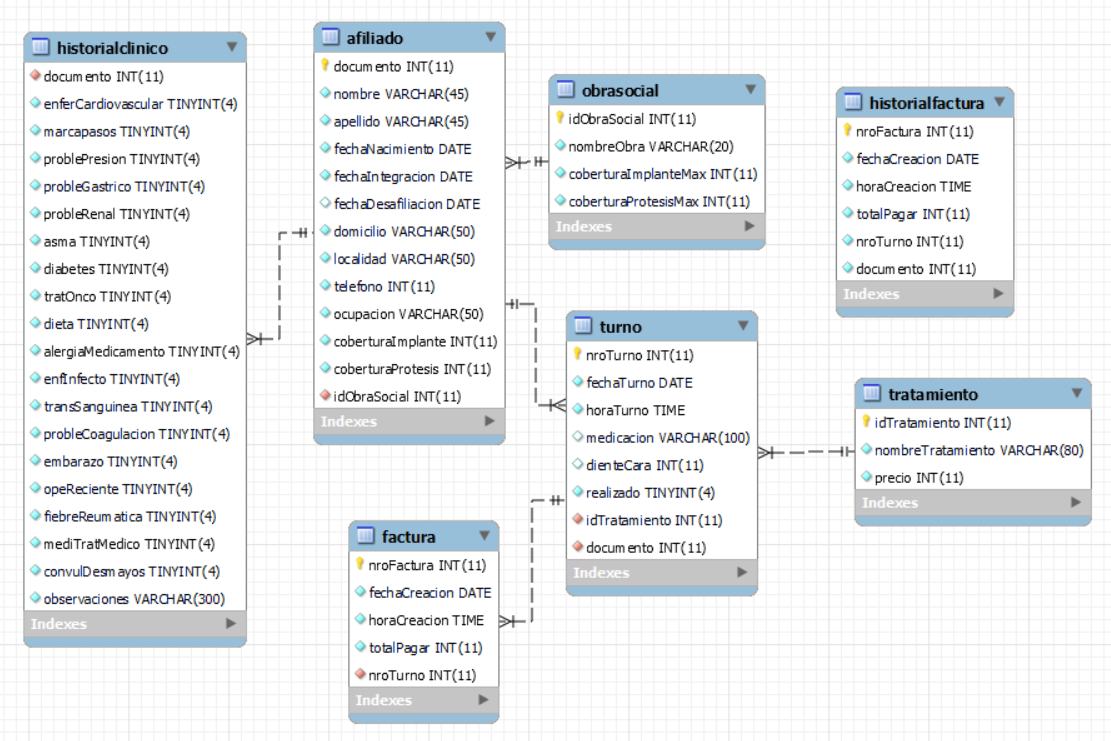 historialclinico
documento INT(11)
enferCardiovascular TINYINT(4)
marcapasos TINYINT(4)
problePresion TINYINT(4)
probleGastrico TINYINT(4)
probleRenal TINYINT(4)
asma TINYINT(4)
diabetes TINYINT(4)
tratOnco TINYINT(4)
dieta TINYINT(4)
alergiaMedicamento TINYINT(4)
enfInfecto TINYINT(4)
transSanguinea TINYINT(4)
probleCoagulacion TINYINT(4)
embarazo TINYINT(4)
opeReciente TINYINT(4)
fiebreReumatica TINYINT(4)
mediTratMedico TINYINT(4)
convulDesmayos TINYINT(4)
observaciones VARCHAR(300)
Indexes
afiliado
documento INT(11)
nombre VARCHAR(45)
apellido VARCHAR(45)
fechaNacimiento DATE
fechaIntegracion DATE
fechaDesafiliacion DATE
domicilio VARCHAR(50)
localidad VARCHAR(50)
telefono INT(11)
ocupacion VARCHAR(50)
coberturaImplante INT(11)
coberturaProtesis INT(11)
idObraSocial INT(11)
Indexes
obrasocial
idObraSocial INT(11)
nombreObra VARCHAR(20)
coberturaImplanteMax INT(11)
coberturaProtesisMax INT(11)
Indexes
historialfactura
nroFactura INT(11)
fechaCreacion DATE
horaCreacion TIME
totalPagar INT(11)
nroTurno INT(11)
documento INT(11)
Indexes
turno
nroTurno INT(11)
fechaTurno DATE
horaTurno TIME
medicacion VARCHAR(100)
dienteCara INT(11)
realizado TINYINT(4)
idTratamiento INT(11)
documento INT(11)
Indexes
tratamiento
idTratamiento INT(11)
nombreTratamiento VARCHAR(80)
precio INT(11)
Indexes
factura
nroFactura INT(11)
fechaCreacion DATE
horaCreacion TIME
totalPagar INT(11)
nroTurno INT(11)
Indexes